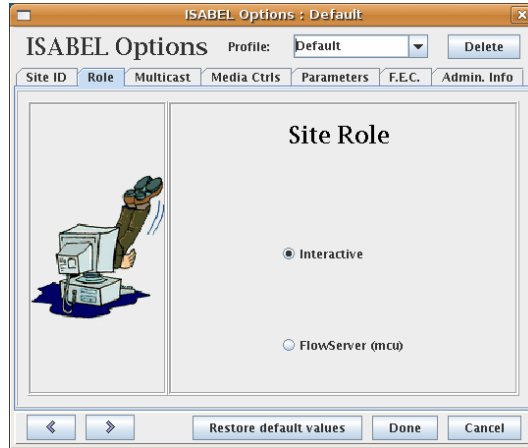 ISABEL Options : Default
ISABEL Options Profile: Default Delete
Site ID Role Multicast Media Ctrls Parameters F.E.C. Admin. Info
Site Role
Interactive
FlowServer (mcu)
Restore default values Done Cancel